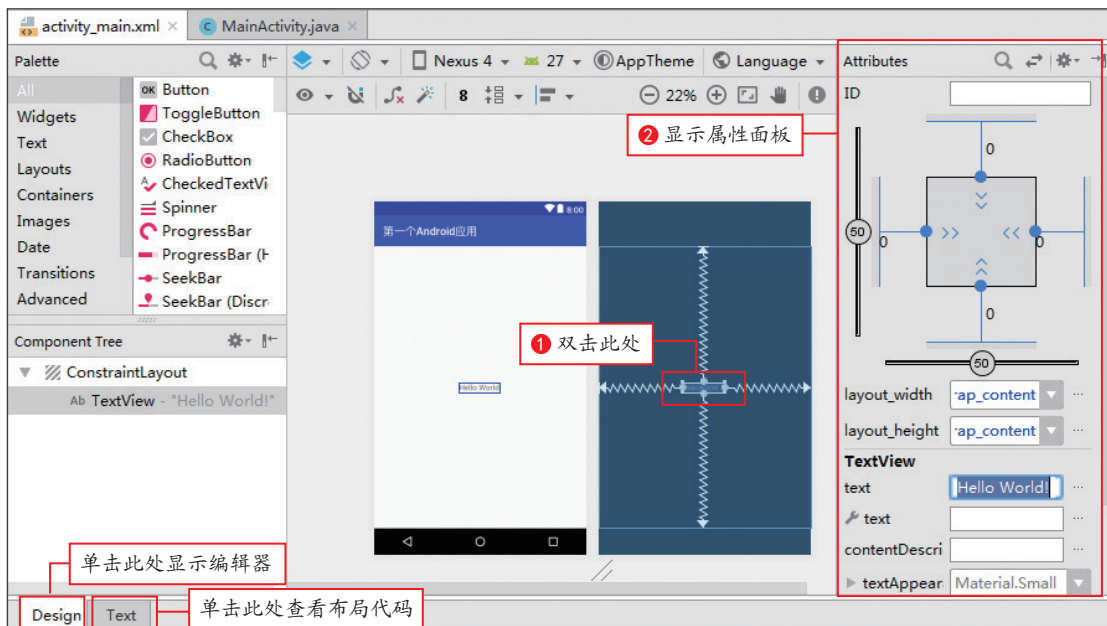 activity_main.xml
MainActivity.java
Palette
Nexus 4
27
AppTheme
Language
Attributes
All
Widgets
Text
Layouts
Containers
Images
Date
Transitions
Advanced
OK Button
ToggleButton
CheckBox
RadioButton
CheckedTextVi
Spinner
ProgressBar
ProgressBar (H
SeekBar
SeekBar (Discr
8
22%
ID
❷ 显示属性面板
0
50
0
0
0
50
8:00
第一个Android应用
Hello World
❶ 双击此处
Component Tree
ConstraintLayout
Ab TextView - "Hello World!"
layout_width
ap_content
layout_height
ap_content
TextView
text
Hello World!
text
contentDescri
textAppear
Material.Small
单击此处显示编辑器
Design
Text
单击此处查看布局代码